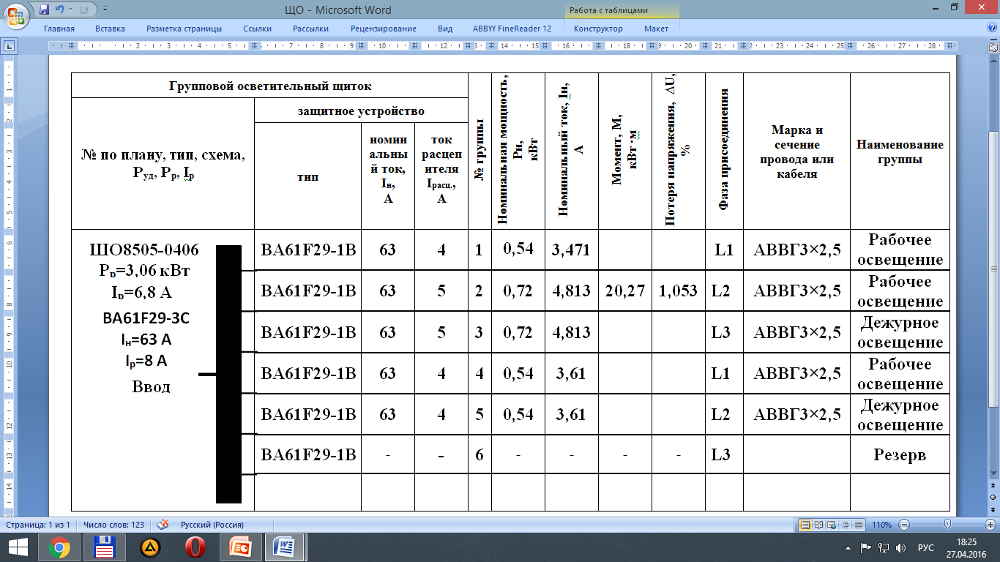 ЩО - Microsoft Word
Работа с таблицами
Главная Вставка Разметка страницы Ссылки Рассылки Рецензирование Вид ABBYY FineReader 12 Конструктор Макет
Групповой осветительный щиток
защитное устройство
№ по плану, тип, схема,
Pуд, Pр, Iр
тип
номин
альны
й ток,
Iн,
А
ток
расцеп
ителя
Iрасц.,
А
№ группы
Номинальная мощность,
Рн,
кВт
Номинальный ток, Iн,
А
Момент, М,
кВт·м
Потеря напряжения, ΔU,
%
Фаза присоединения
Марка и
сечение
провода или
кабеля
Наименование
группы
ЩО8505-0406
Pр=3,06 кВт
Iр=6,8 А
ВА61F29-3С
Iн=63 А
Iр=8 А
Ввод
ВА61F29-1В 63 4 1 0,54 3,471 L1 АВВГ3×2,5 Рабочее
освещение
ВА61F29-1В 63 5 2 0,72 4,813 20,27 1,053 L2 АВВГ3×2,5 Рабочее
освещение
ВА61F29-1В 63 5 3 0,72 4,813 L3 АВВГ3×2,5 Дежурное
освещение
ВА61F29-1В 63 4 4 0,54 3,61 L1 АВВГ3×2,5 Рабочее
освещение
ВА61F29-1В 63 4 5 0,54 3,61 L2 АВВГ3×2,5 Дежурное
освещение
ВА61F29-1В - - 6 - - - - L3 Резерв
Страница: 1 из 1 Число слов: 123 Русский (Россия) 110%
РУС
18:25
27.04.2016